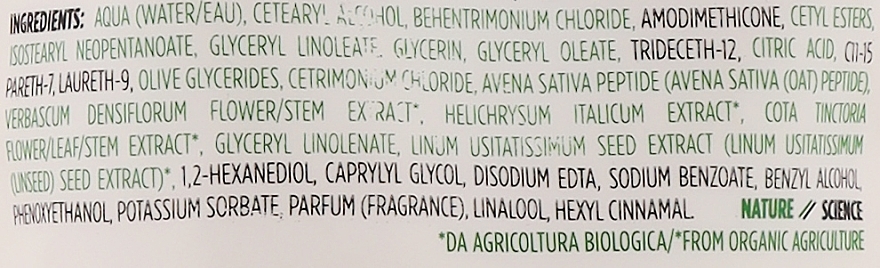 INGREDIENTS: AQUA (WATER/EAU), CETEARYL ALCOHOL, BEHENTRIMONIUM CHLORIDE, AMODIMETHICONE, CETYL ESTERS,
ISOSTEARYL NEOPENTANOATE, GLYCERYL LINOLEATE, GLYCERIN, GLYCERYL OLEATE, TRIDECETH-12, CITRIC ACID, C11-15
PARETH-7, LAURETH-9, OLIVE GLYCERIDES, CETRIMONIUM CHLORIDE, AVENA SATIVA PEPTIDE (AVENA SATIVA (OAT) PEPTIDE),
VERBASCUM DENSIFLORUM FLOWER/STEM EXTRACT*, HELICHRYSUM ITALICUM EXTRACT*, COTA TINCTORIA
FLOWER/LEAF/STEM EXTRACT*, GLYCERYL LINOLENATE, LINUM USITATISSIMUM SEED EXTRACT (LINUM USITATISSIMUM
(LINSEED) SEED EXTRACT)*, 1,2-HEXANEDIOL, CAPRYLYL GLYCOL, DISODIUM EDTA, SODIUM BENZOATE, BENZYL ALCOHOL,
PHENOXYETHANOL, POTASSIUM SORBATE, PARFUM (FRAGRANCE), LINALOOL, HEXYL CINNAMAL. NATURE // SCIENCE
*DA AGRICOLTURA BIOLOGICA/*FROM ORGANIC AGRICULTURE